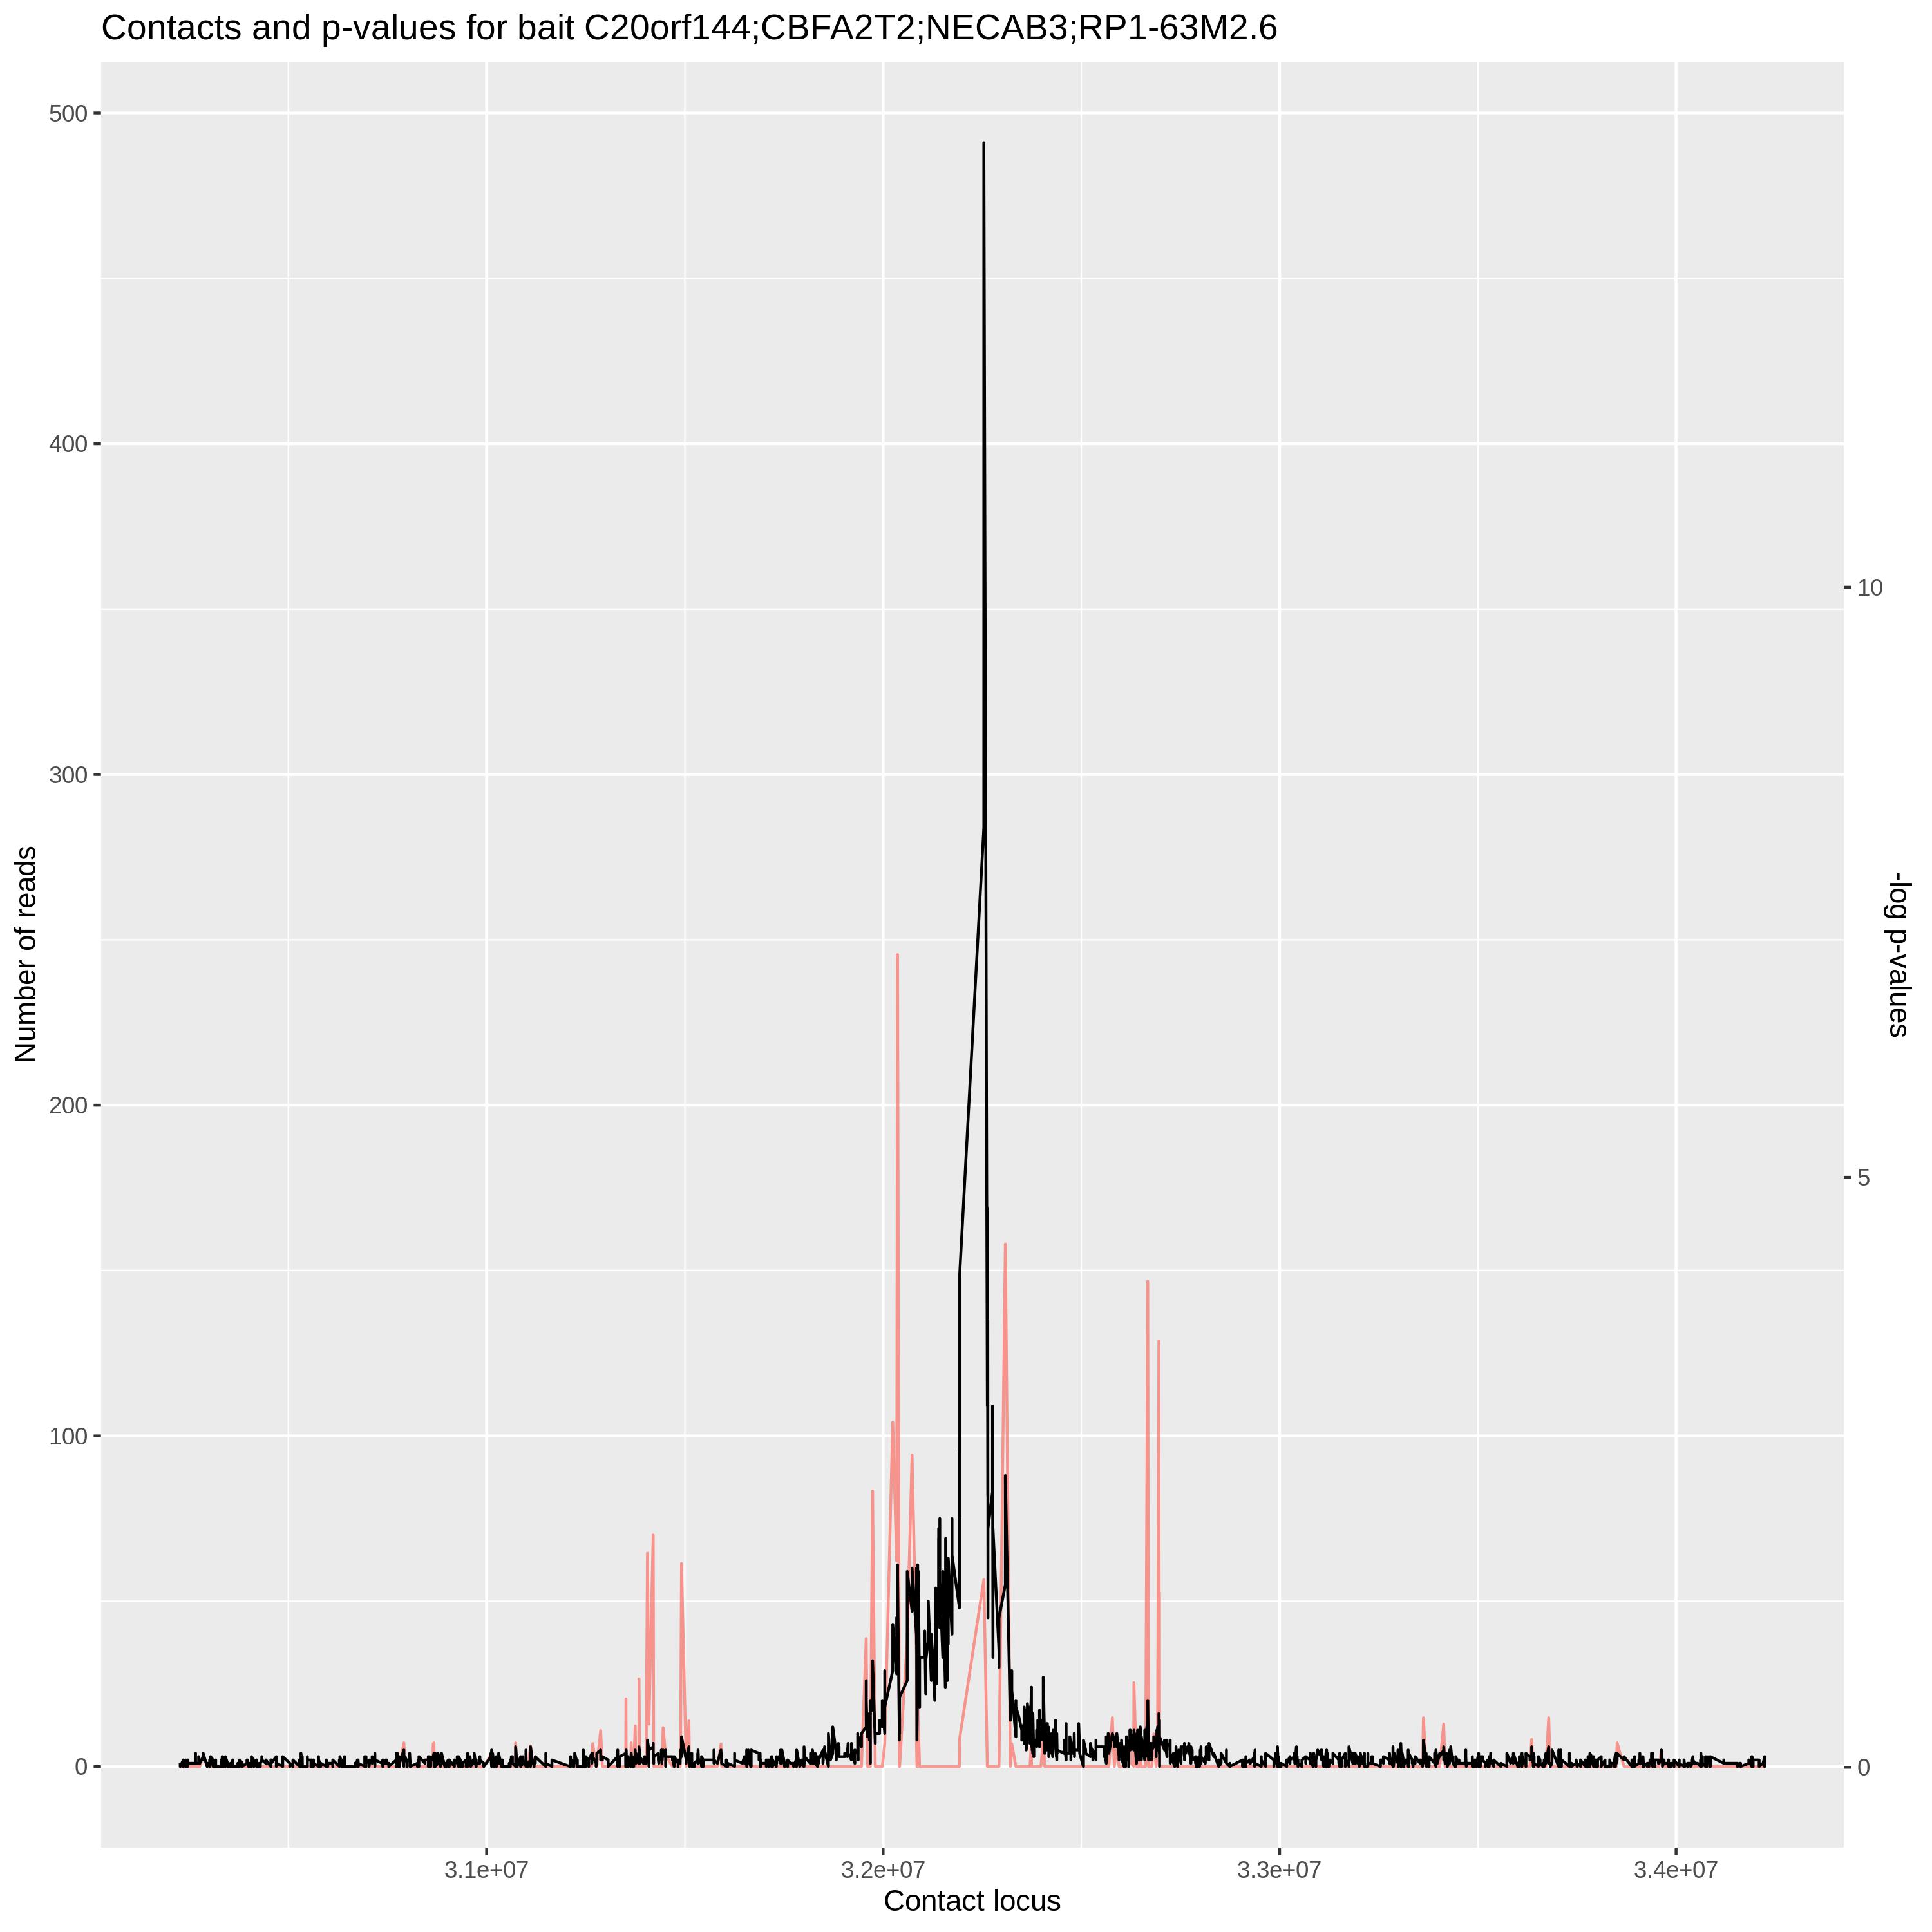 Contacts and p-values for bait C20orf144;CBFA2T2;NECAB3;RP1-63M2.6
500
400
300
200
100
0
Number of reads
10
5
0
-log p-values
3.1e+07
3.2e+07
3.3e+07
3.4e+07
Contact locus